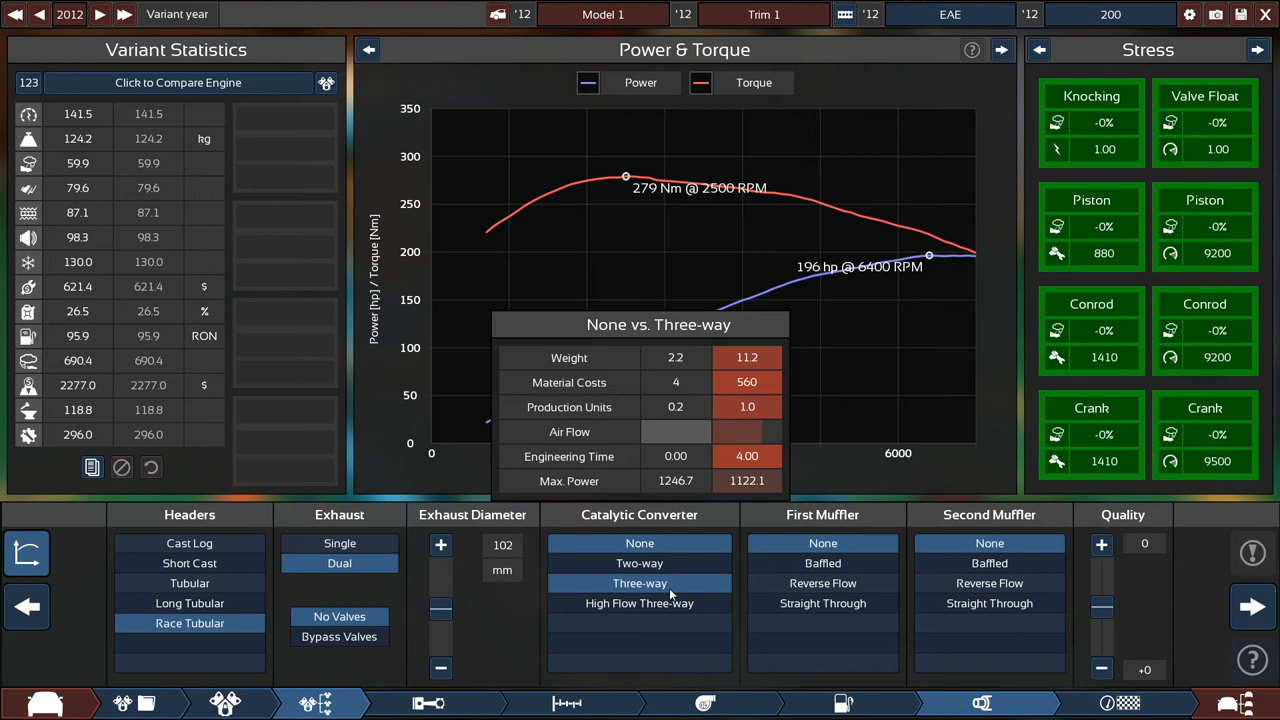 2012 Variant year '12 Model 1 '12 Trim 1 '12 EAE '12 200
Variant Statistics
123 Click to Compare Engine
141.5 141.5
124.2 124.2 kg
59.9 59.9
79.6 79.6
87.1 87.1
98.3 98.3
130.0 130.0
621.4 621.4 $
26.5 26.5 %
95.9 95.9 RON
690.4 690.4
2277.0 2277.0 $
118.8 118.8
296.0 296.0
Power & Torque ?
Power Torque
Power [hp] / Torque [Nm]
350
300
250
200
150
100
50
0
0 6000
279 Nm @ 2500 RPM
196 hp @ 6400 RPM
None vs. Three-way
Weight 2.2 11.2
Material Costs 4 560
Production Units 0.2 1.0
Air Flow
Engineering Time 0.00 4.00
Max. Power 1246.7 1122.1
Stress
Knocking Valve Float
-0% -0%
1.00 1.00
Piston Piston
-0% -0%
880 9200
Conrod Conrod
-0% -0%
1410 9200
Crank Crank
-0% -0%
1410 9500
Headers
Cast Log
Short Cast
Tubular
Long Tubular
Race Tubular
Exhaust
Single
Dual
No Valves
Bypass Valves
Exhaust Diameter
102
mm
Catalytic Converter
None
Two-way
Three-way
High Flow Three-way
First Muffler
None
Baffled
Reverse Flow
Straight Through
Second Muffler
None
Baffled
Reverse Flow
Straight Through
Quality
0
+0
?